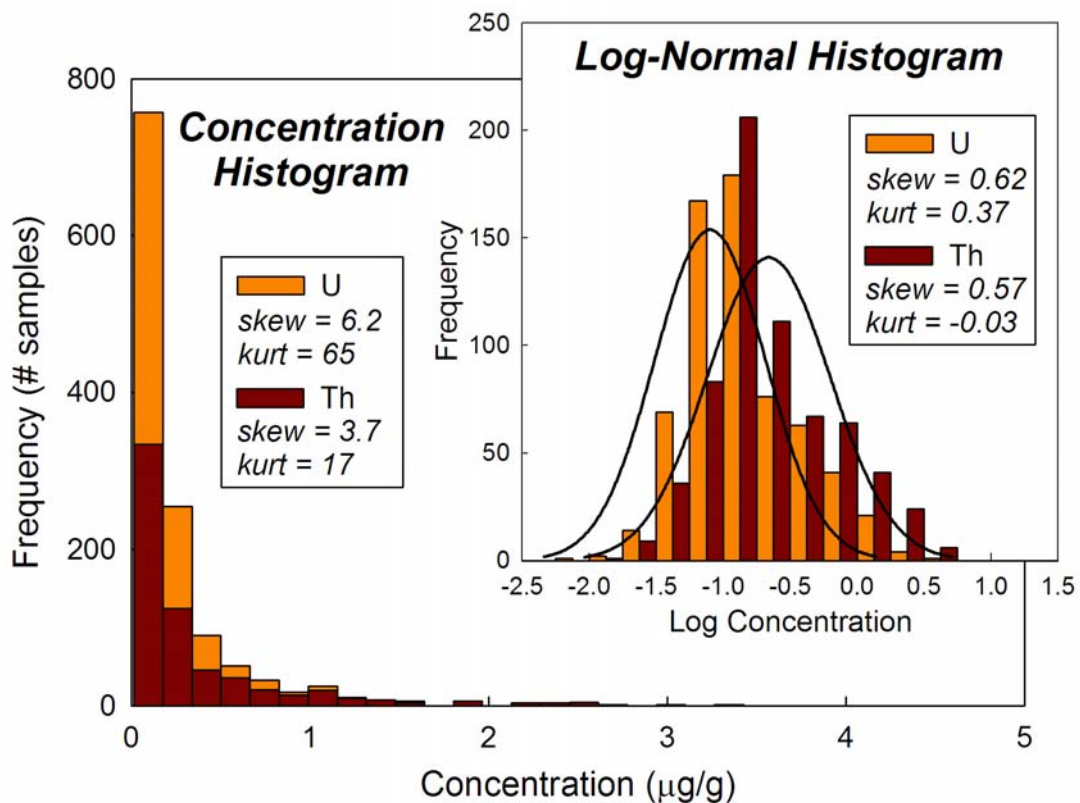 Concentration
Histogram
U
skew = 6.2
kurt = 65
Th
skew = 3.7
kurt = 17
Frequency (# samples)
800
600
400
200
0
0 1 2 3 4 5
Concentration (μg/g)
Log-Normal Histogram
U
skew = 0.62
kurt = 0.37
Th
skew = 0.57
kurt = -0.03
Frequency
250
200
150
100
50
0
-2.5 -2.0 -1.5 -1.0 -0.5 0.0 0.5 1.0 1.5
Log Concentration